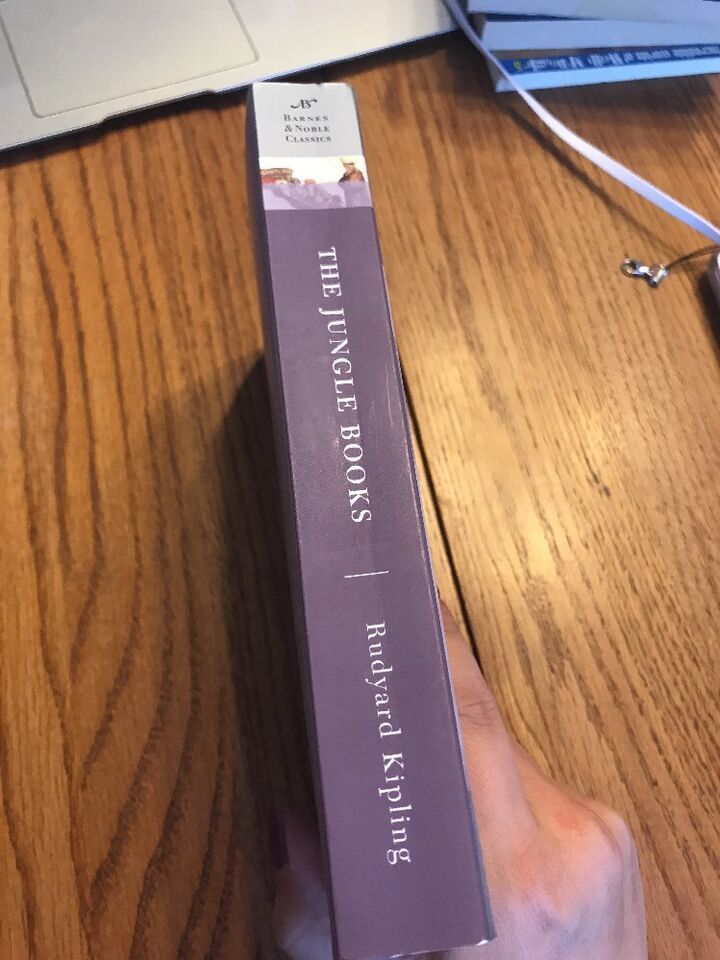 BARNES
& NOBLE
CLASSICS
THE JUNGLE BOOKS
Rudyard Kipling